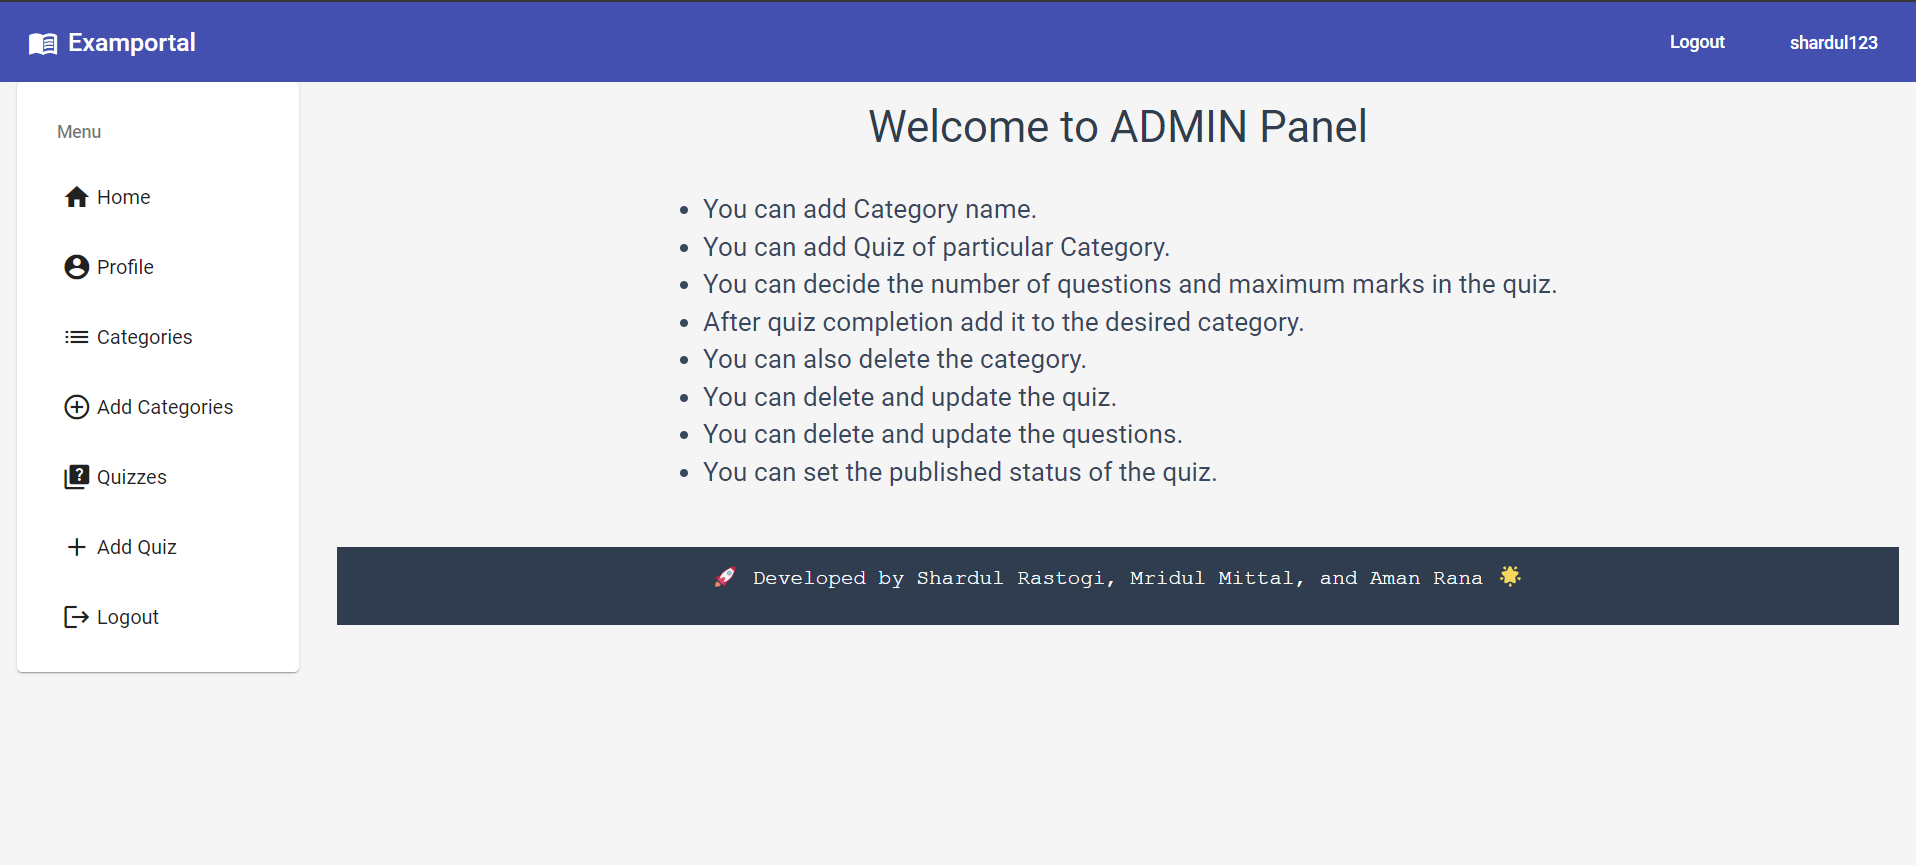 Examportal
Logout
shardul123
Menu
Home
Profile
Categories
Add Categories
Quizzes
Add Quiz
Logout
Welcome to ADMIN Panel
• You can add Category name.
• You can add Quiz of particular Category.
• You can decide the number of questions and maximum marks in the quiz.
• After quiz completion add it to the desired category.
• You can also delete the category.
• You can delete and update the quiz.
• You can delete and update the questions.
• You can set the published status of the quiz.
🚀 Developed by Shardul Rastogi, Mridul Mittal, and Aman Rana 🌟